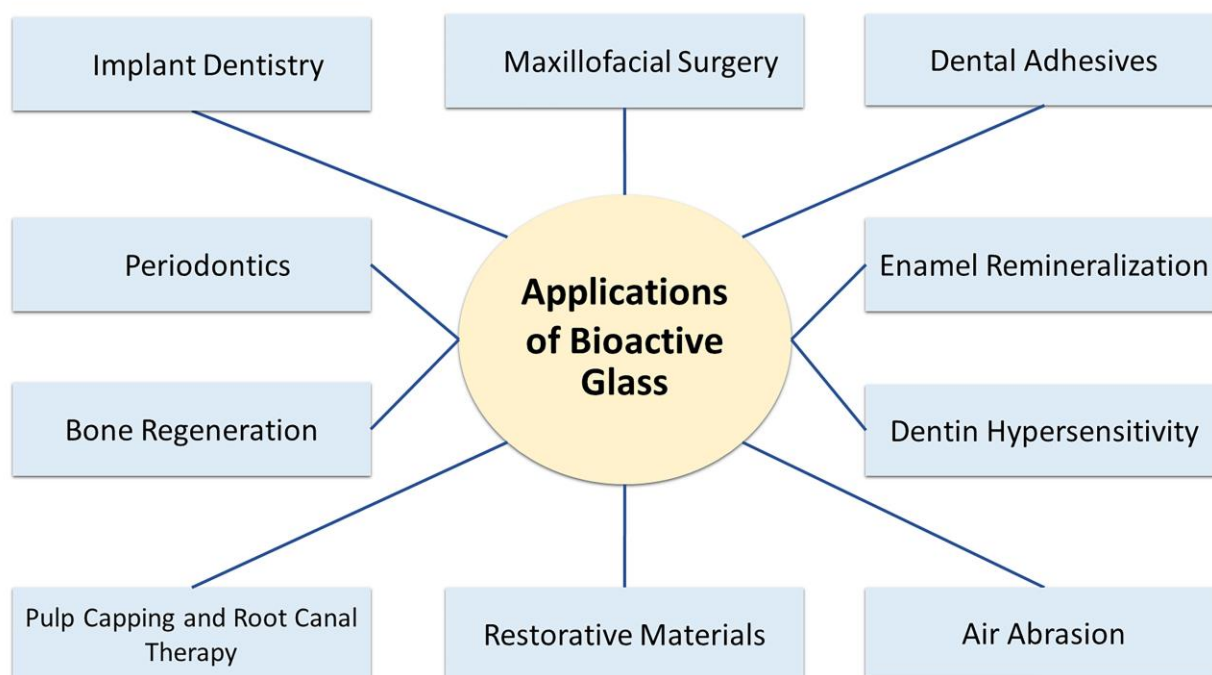 Implant Dentistry
Maxillofacial Surgery
Dental Adhesives
Periodontics
Applications
of Bioactive
Glass
Enamel Remineralization
Bone Regeneration
Dentin Hypersensitivity
Pulp Capping and Root Canal
Therapy
Restorative Materials
Air Abrasion